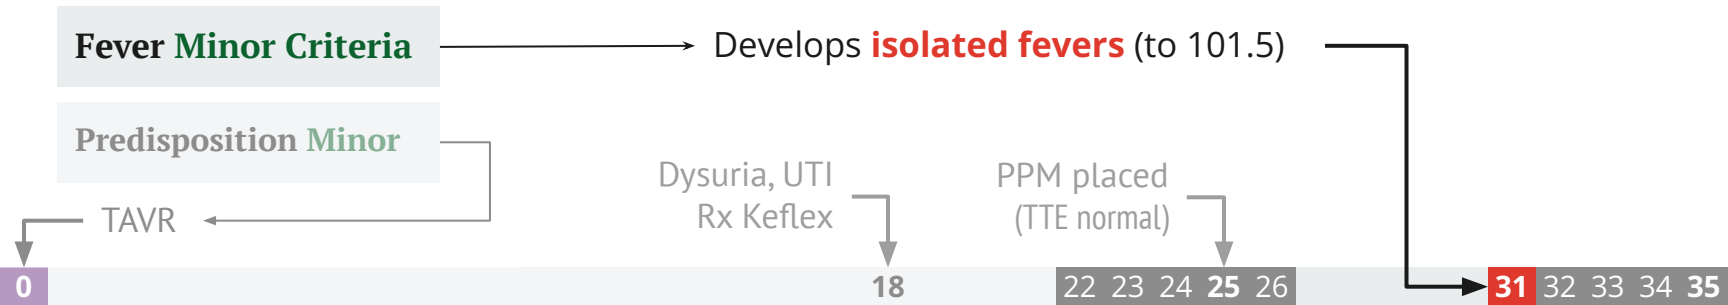 Fever Minor Criteria
Develops isolated fevers (to 101.5)
Predisposition Minor
Dysuria, UTI
Rx Keflex
PPM placed
(TTE normal)
TAVR
0
18
22 23 24 25 26
31 32 33 34 35